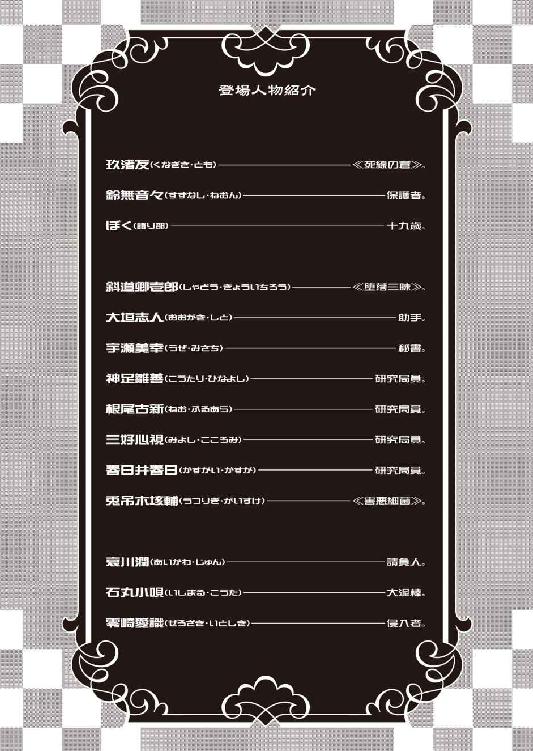 登場人物紹介
玖渚友(くなぎさ・とも)――≪死線の蒼≫。
鈴無音々(すずなし・ねおん)――保護者。
ぼく(語り部)――十九歳。
斜道卿壱郎(しゃどう・きょういちろう)――≪堕落三昧≫。
大垣志人(おおがき・しと)――助手。
宇瀬美幸(うぜ・みさち)――秘書。
神足雛善(こうたり・ひなよし)――研究局員。
根尾古新(ねお・ふるあら)――研究局員。
三好心視(みよし・こころみ)――研究局員。
春日井春日(かすがい・かすが)――研究局員。
兎吊木垓輔(うつりぎ・がいすけ)――≪害悪細菌≫。
哀川潤(あいかわ・じゅん)――請負人。
石丸小唄(いしまる・こうた)――大泥棒。
零崎愛識(ぜろざき・いとしき)――侵入者。